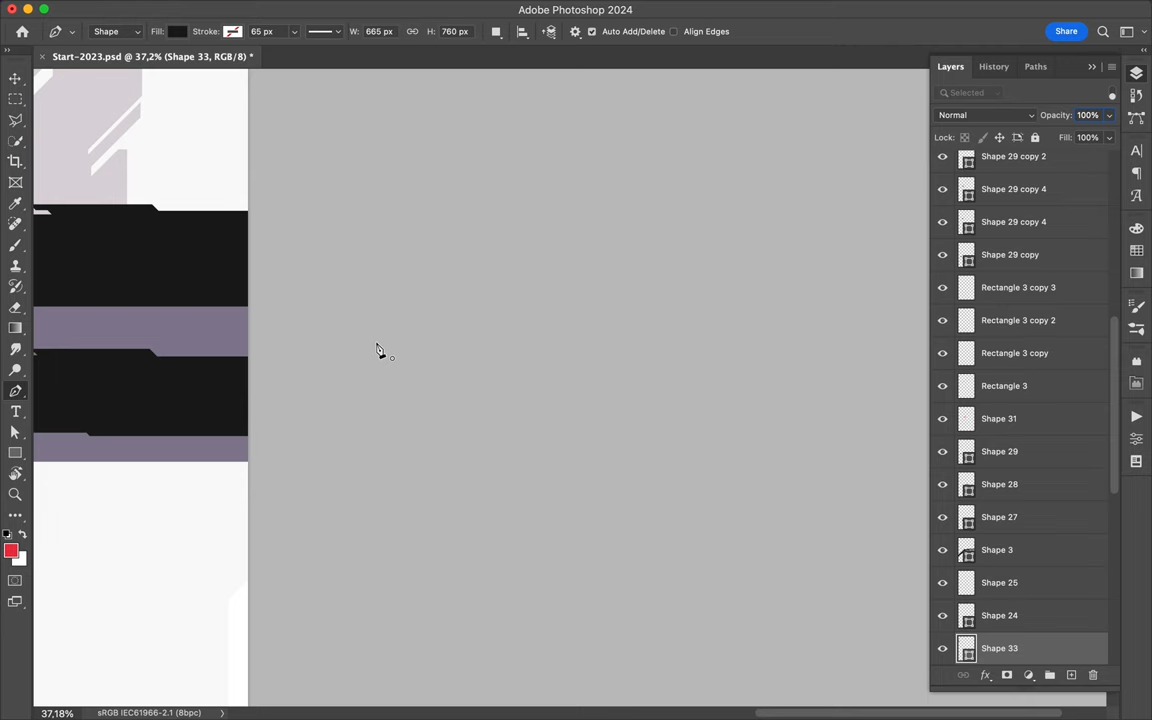 Adobe Photoshop 2024
Shape Fill: Stroke: 65 px W: 665 px H: 760 px Auto Add/Delete Align Edges Share
Start-2023.psd @ 37,2% (Shape 33, RGB/8) *
Layers History Paths
Selected
Normal Opacity: 100%
Lock: Fill: 100%
Shape 29 copy 2
Shape 29 copy 4
Shape 29 copy 4
Shape 29 copy
Rectangle 3 copy 3
Rectangle 3 copy 2
Rectangle 3 copy
Rectangle 3
Shape 31
Shape 29
Shape 28
Shape 27
Shape 3
Shape 25
Shape 24
Shape 33
37,18% sRGB IEC61966-2.1 (8bpc)